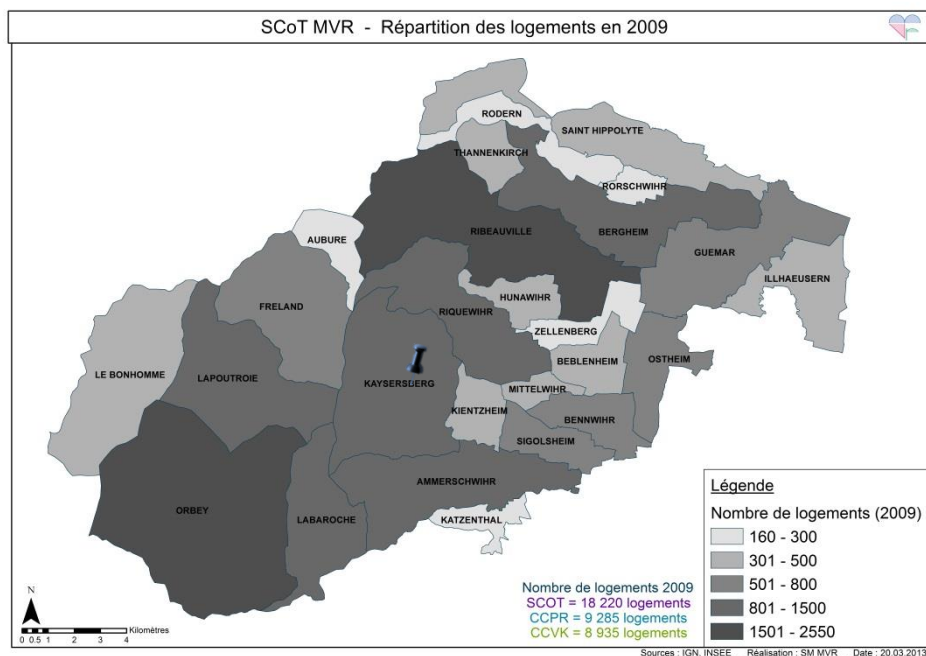 SCoT MVR - Répartition des logements en 2009
RODERN
SAINT HIPPOLYTE
THANNENKIRCH
RORSCHWIHR
AUBURE
RIBEAUVILLE
BERGHEIM
GUEMAR
ILLHAEUSERN
FRELAND
HUNAWIHR
RIQUEWIHR
ZELLENBERG
LE BONHOMME
LAPOUTROIE
KAYSERSBERG
BEBLENHEIM
OSTHEIM
MITTELWIHR
KIENTZHEIM
BENNWIHR
SIGOLSHEIM
AMMERSCHWIHR
ORBEY
LABAROCHE
KATZENTHAL
Légende
Nombre de logements (2009)
160 - 300
301 - 500
501 - 800
801 - 1500
1501 - 2550
Nombre de logements 2009
SCOT = 18 220 logements
CCPR = 9 285 logements
CCVK = 8 935 logements
N
Kilomètres
0 0.5 1 2 3 4
Sources : IGN, INSEE Réalisation : SM MVR Date : 20.03.2013